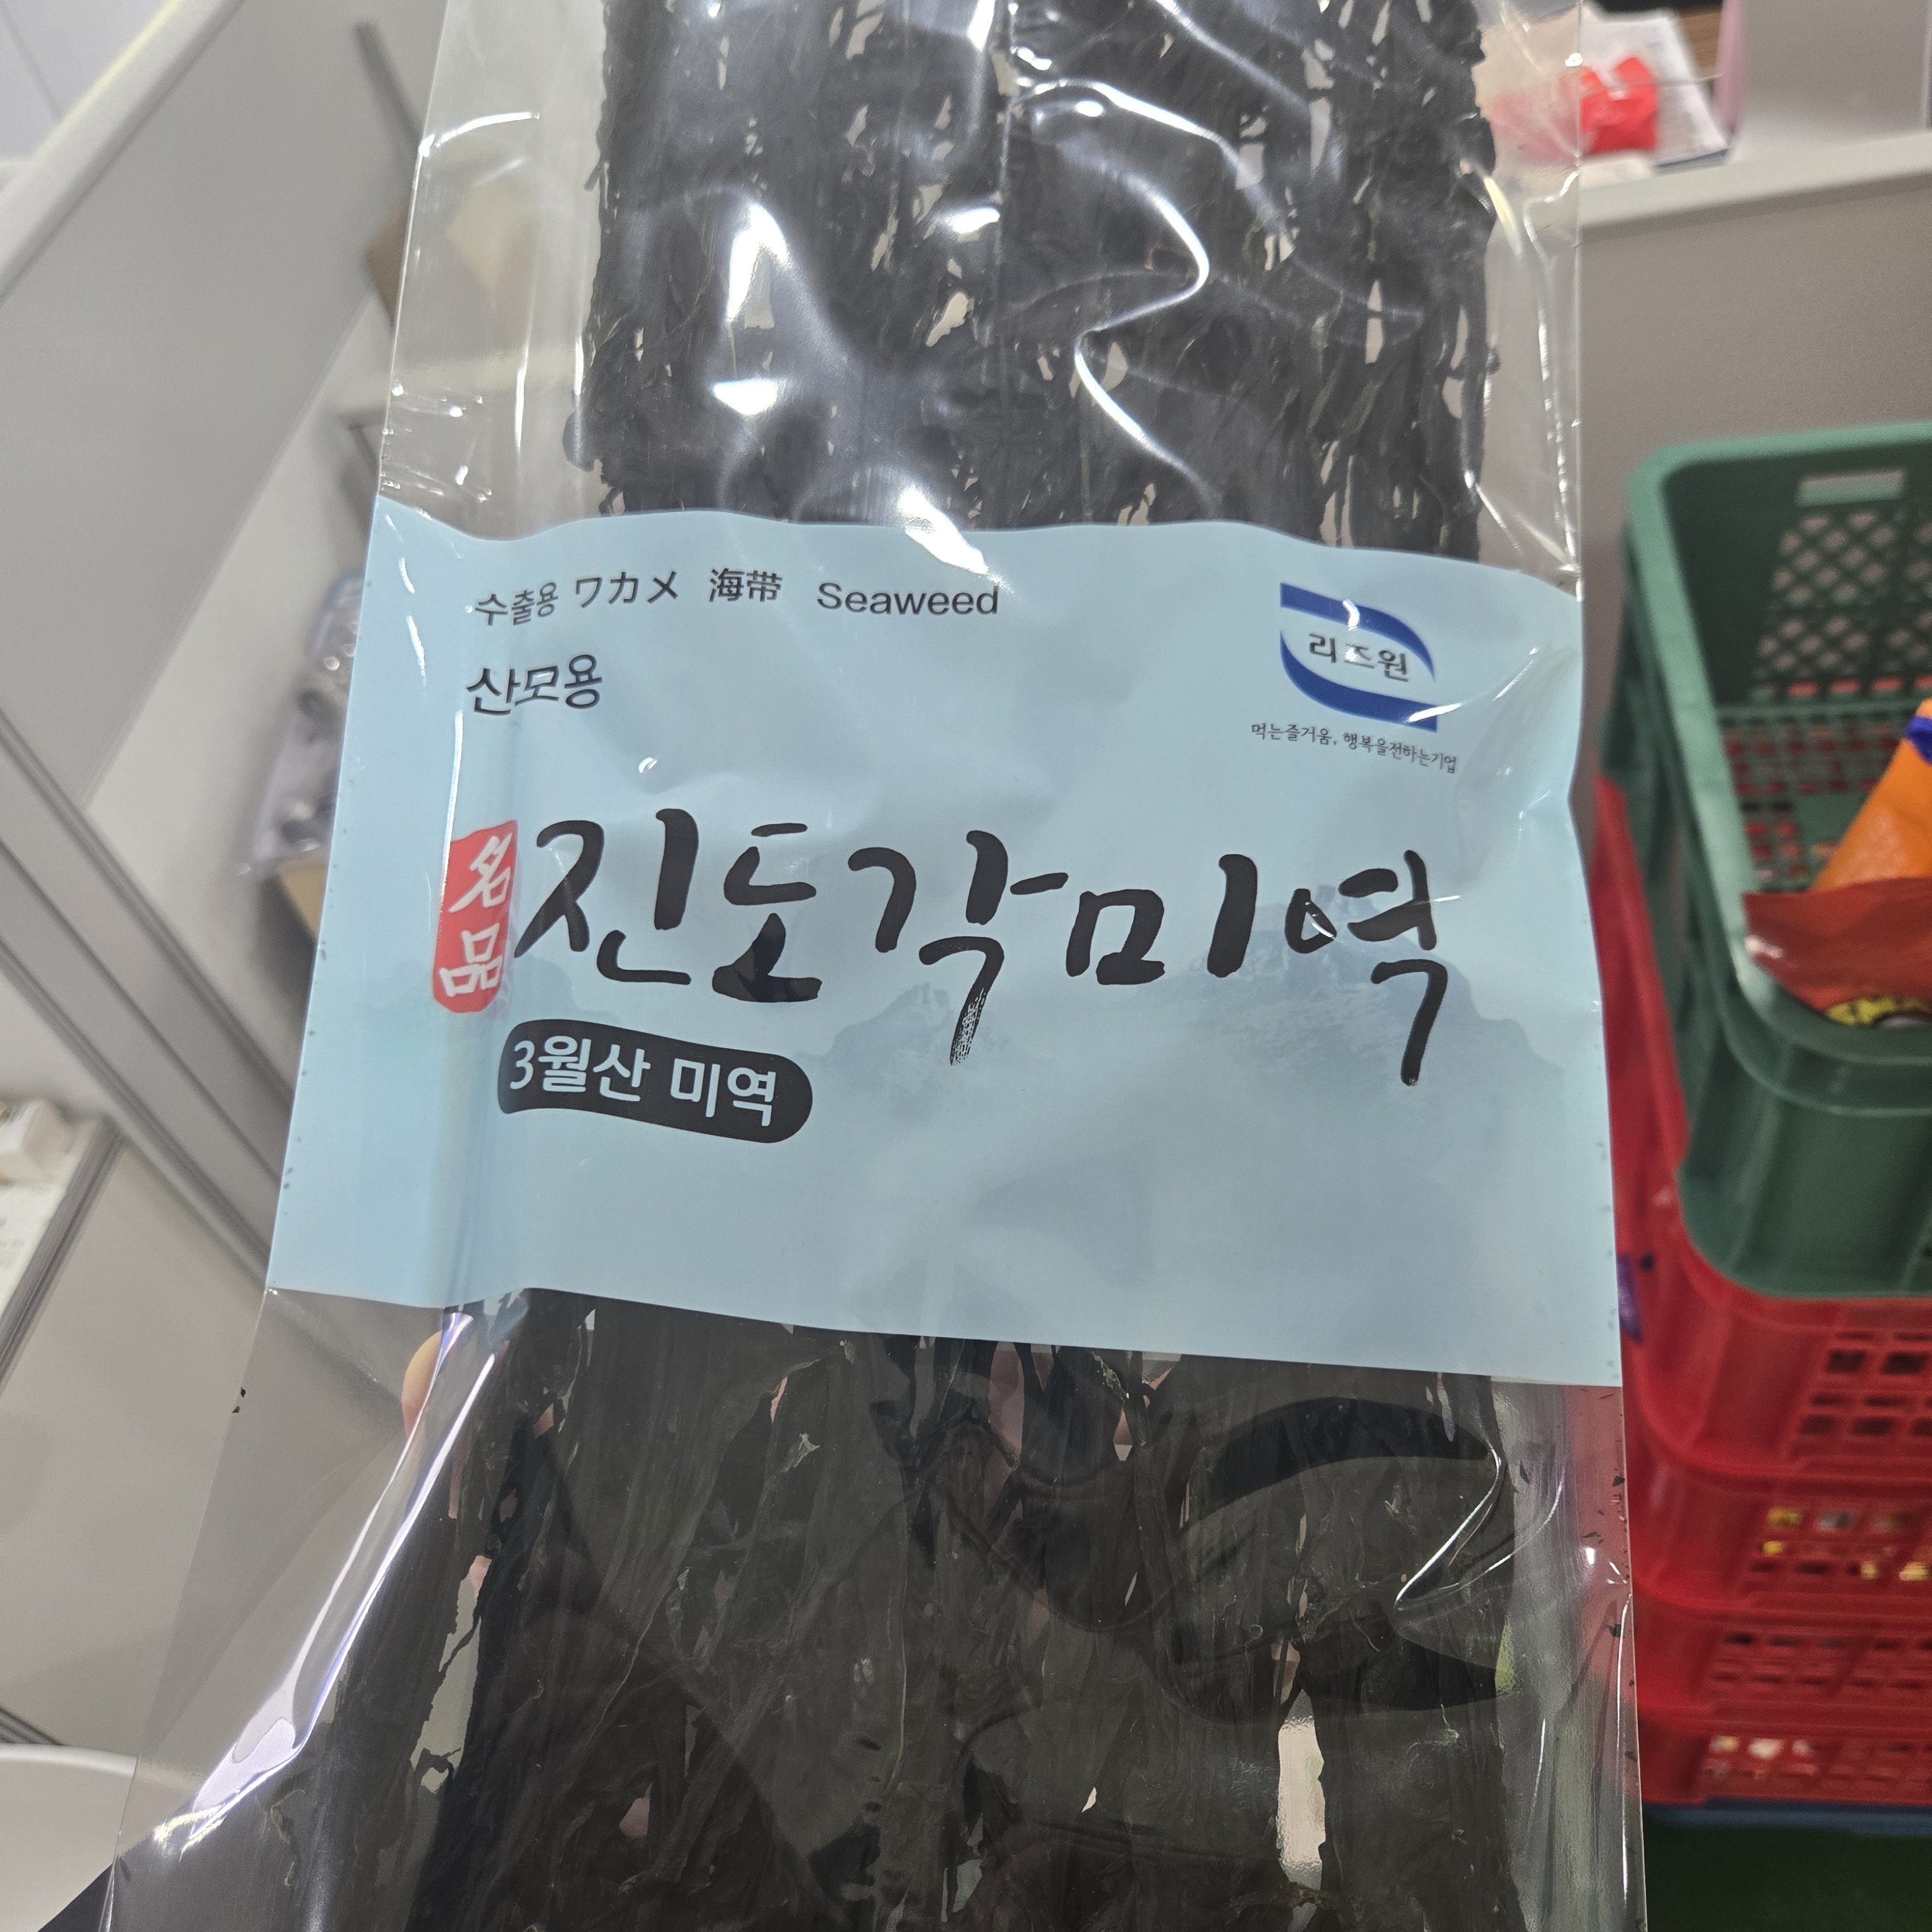 수출용 ワカメ 海带 Seaweed
산모용
리즈원
먹는즐거움, 행복을전하는기업
名品
진도각미역
3월산 미역